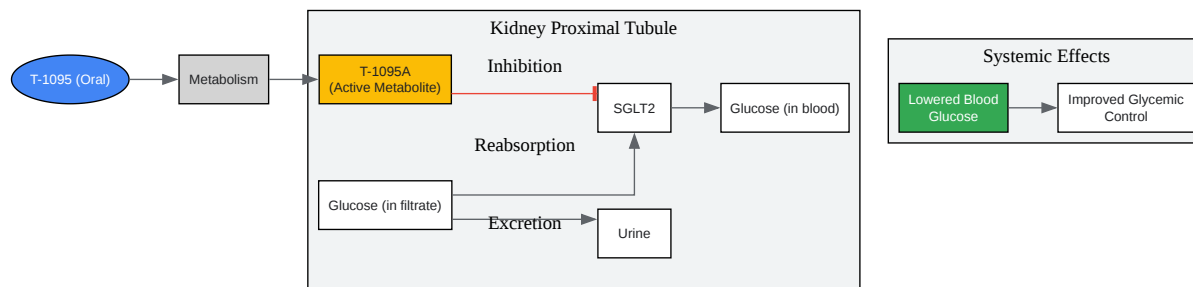 Kidney Proximal Tubule
T-1095 (Oral)
Metabolism
T-1095A
(Active Metabolite)
Inhibition
SGLT2
Glucose (in blood)
Reabsorption
Glucose (in filtrate)
Excretion
Urine
Systemic Effects
Lowered Blood
Glucose
Improved Glycemic
Control